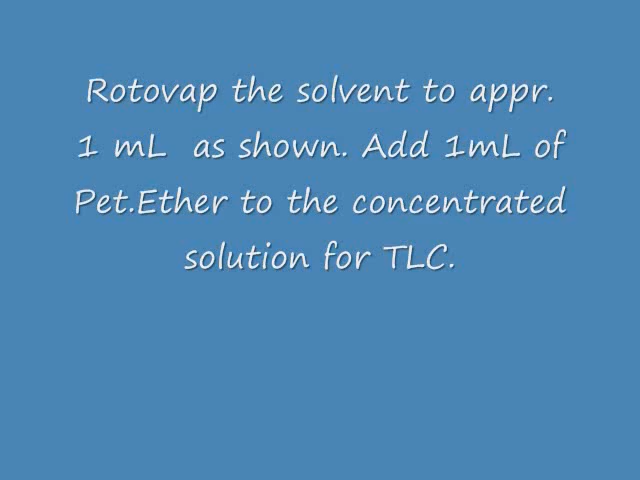 Rotovap the solvent to appr.
1 mL as shown. Add 1mL of
Pet.Ether to the concentrated
solution for TLC.